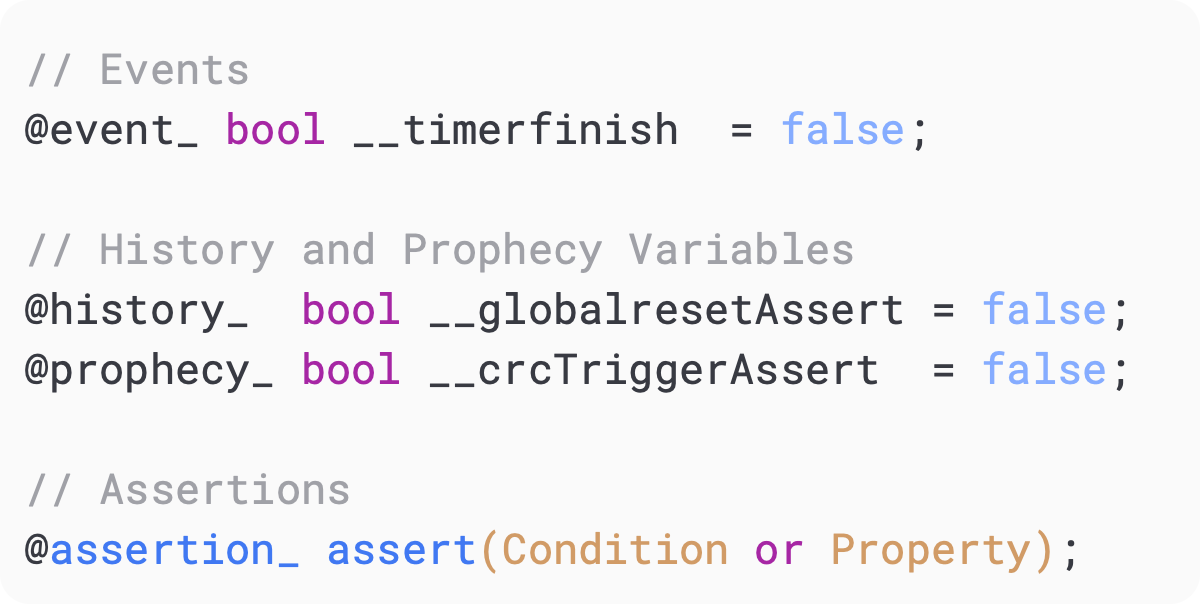 // Events
@event_ bool __timerfinish  = false;
// History and Prophecy Variables
@history_  bool __globalresetAssert = false;
@prophecy_ bool __crcTriggerAssert  = false;
// Assertions
@assertion_ assert(Condition or Property);